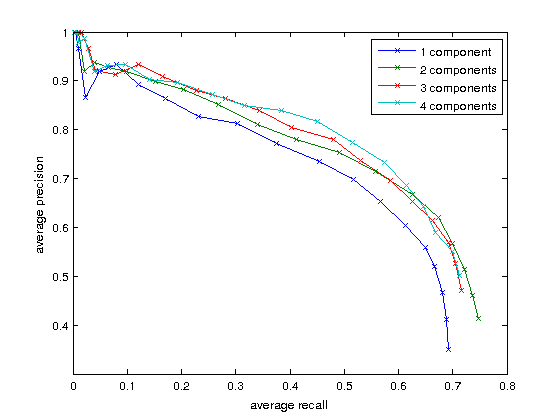 1
0.9
0.8
0.7
0.6
0.5
0.4
0
0.1
0.2
0.3
0.4
0.5
0.6
0.7
0.8
average precision
average recall
1 component
2 components
3 components
4 components